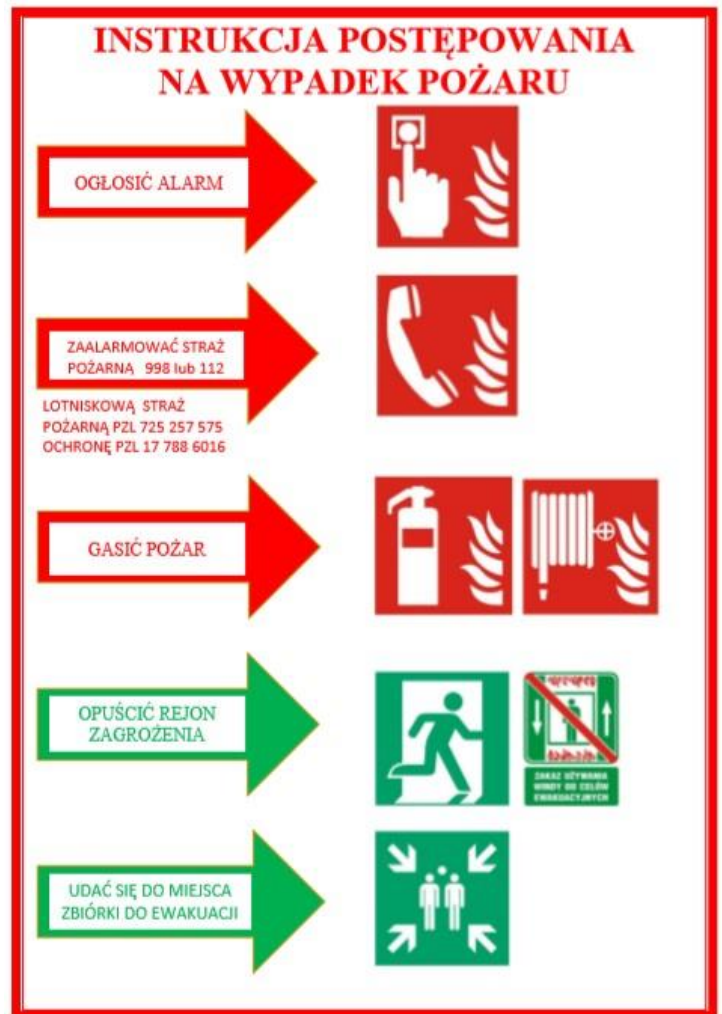 INSTRUKCJA POSTĘPOWANIA
NA WYPADEK POŻARU
OGŁOSIĆ ALARM
ZAALARMOWAĆ STRAŻ
POŻARNĄ 998 lub 112
LOTNISKOWĄ STRAŻ
POŻARNĄ PZL 725 257 575
OCHRONĘ PZL 17 788 6016
GASIĆ POŻAR
OPUŚCIĆ REJON
ZAGROŻENIA
ZAKAZ UŻYWANIA
WINDY DO CELÓW
EWAKUACYJNYCH
UDAĆ SIĘ DO MIEJSCA
ZBIÓRKI DO EWAKUACJI